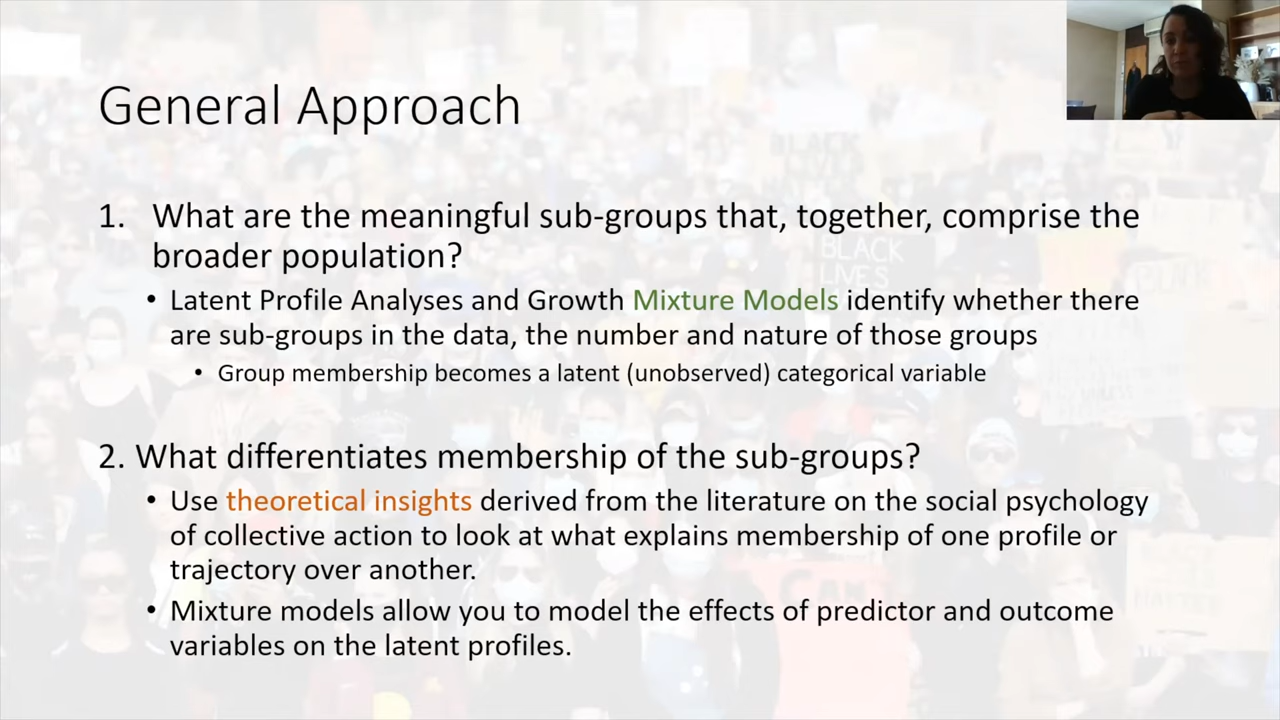 General Approach
1. What are the meaningful sub-groups that, together, comprise the
broader population?
• Latent Profile Analyses and Growth Mixture Models identify whether there
are sub-groups in the data, the number and nature of those groups
• Group membership becomes a latent (unobserved) categorical variable
2. What differentiates membership of the sub-groups?
• Use theoretical insights derived from the literature on the social psychology
of collective action to look at what explains membership of one profile or
trajectory over another.
• Mixture models allow you to model the effects of predictor and outcome
variables on the latent profiles.
BLACK
LIVES
BLACK
LIVES